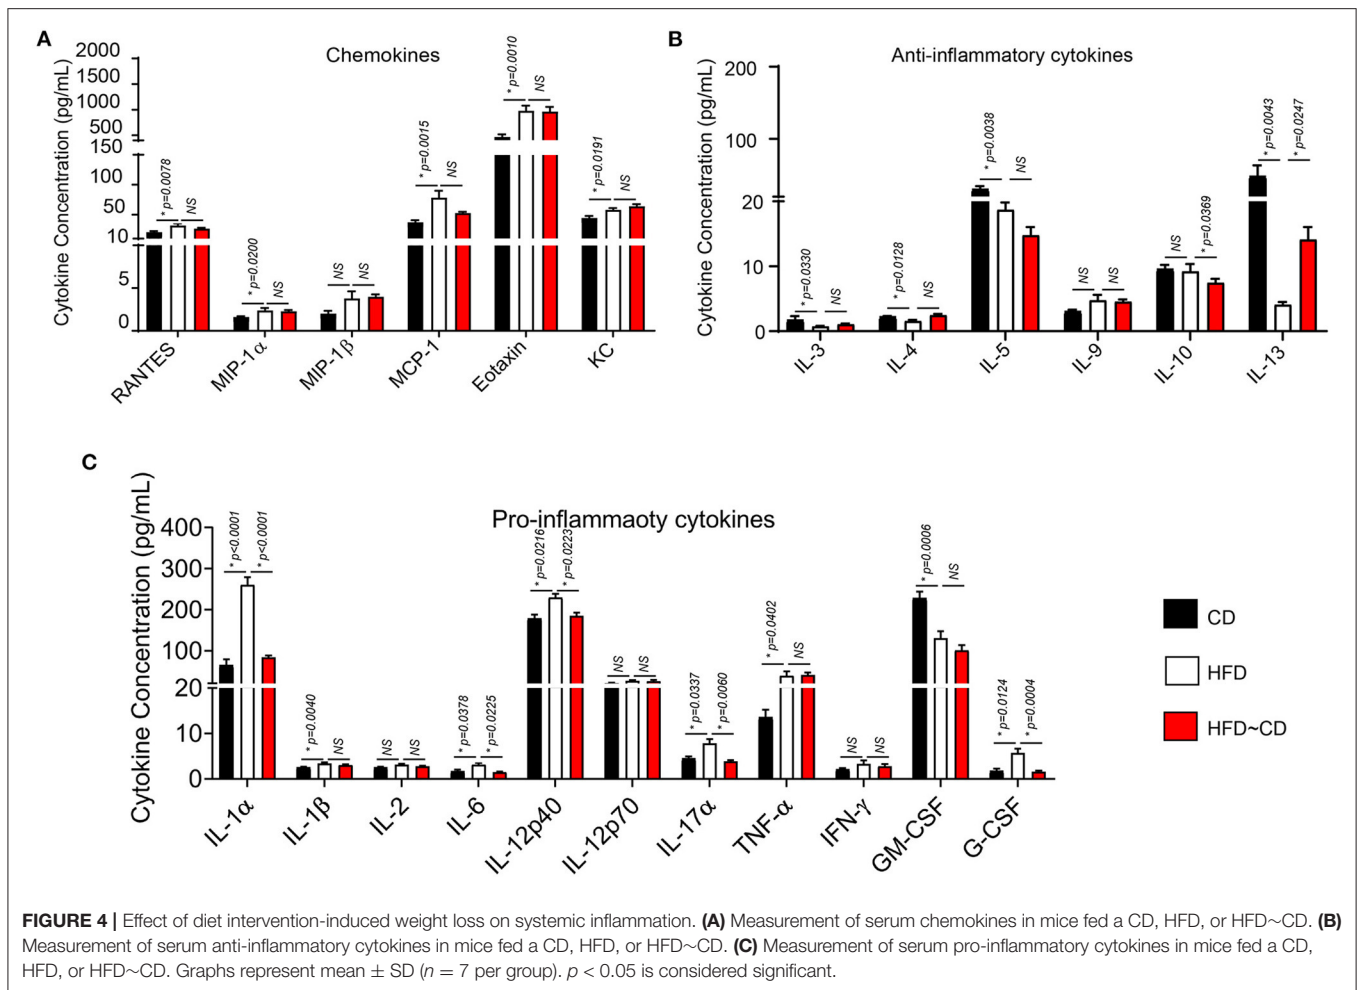 A
Chemokines
Cytokine Concentration (pg/mL)
2000
1500
1000
500
150
100
50
10
5
0
* p=0.0078
NS
* p=0.0200
NS
NS
NS
* p=0.0015
NS
* p=0.0010
NS
* p=0.0191
NS
RANTES
MIP-1α
MIP-1β
MCP-1
Eotaxin
KC
B
Anti-inflammatory cytokines
Cytokine Concentration (pg/mL)
200
100
20
10
0
* p=0.0330
NS
* p=0.0128
NS
* p=0.0038
NS
NS
NS
NS
* p=0.0369
* p=0.0043
* p=0.0247
IL-3
IL-4
IL-5
IL-9
IL-10
IL-13
C
Pro-inflammaoty cytokines
Cytokine Concentration (pg/mL)
400
300
200
100
20
10
0
* p<0.0001
* p<0.0001
* p=0.0040
NS
NS
NS
* p=0.0378
* p=0.0225
* p=0.0216
* p=0.0223
NS
NS
* p=0.0337
* p=0.0060
* p=0.0402
NS
NS
NS
* p=0.0006
NS
* p=0.0124
* p=0.0004
IL-1α
IL-1β
IL-2
IL-6
IL-12p40
IL-12p70
IL-17α
TNF-α
IFN-γ
GM-CSF
G-CSF
CD
HFD
HFD~CD
FIGURE 4 | Effect of diet intervention-induced weight loss on systemic inflammation. (A) Measurement of serum chemokines in mice fed a CD, HFD, or HFD~CD. (B)
Measurement of serum anti-inflammatory cytokines in mice fed a CD, HFD, or HFD~CD. (C) Measurement of serum pro-inflammatory cytokines in mice fed a CD,
HFD, or HFD~CD. Graphs represent mean ± SD (n = 7 per group). p < 0.05 is considered significant.